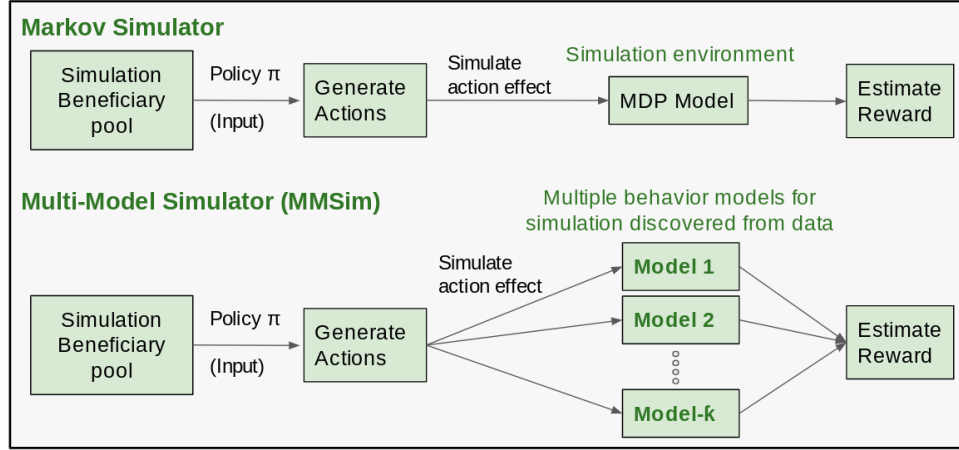 Markov Simulator
Simulation
Beneficiary
pool
Policy π
(Input)
Generate
Actions
Simulate
action effect
Simulation environment
MDP Model
Estimate
Reward
Multi-Model Simulator (MMSim)
Multiple behavior models for
simulation discovered from data
Simulation
Beneficiary
pool
Policy π
(Input)
Generate
Actions
Simulate
action effect
Model 1
Model 2
Model-ƙ
Estimate
Reward